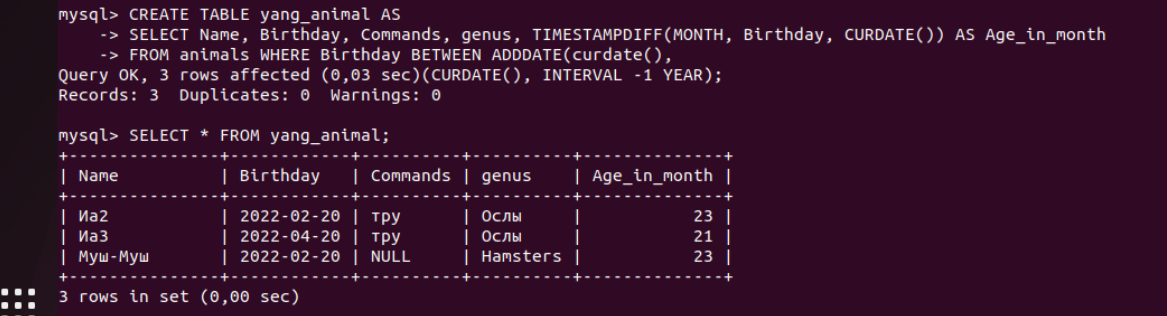 mysql> CREATE TABLE yang_animal AS
    -> SELECT Name, Birthday, Commands, genus, TIMESTAMPDIFF(MONTH, Birthday, CURDATE()) AS Age_in_month
    -> FROM animals WHERE Birthday BETWEEN ADDDATE(curdate(),
Query OK, 3 rows affected (0,03 sec)(CURDATE(), INTERVAL -1 YEAR);
Records: 3  Duplicates: 0  Warnings: 0
mysql> SELECT * FROM yang_animal;
+---------------+------------+----------+----------+--------------+
| Name          | Birthday   | Commands | genus    | Age_in_month |
+---------------+------------+----------+----------+--------------+
| Иа2           | 2022-02-20 | тру      | Ослы     |           23 |
| Иа3           | 2022-04-20 | тру      | Ослы     |           21 |
| Муш-Муш       | 2022-02-20 | NULL     | Hamsters |           23 |
+---------------+------------+----------+----------+--------------+
3 rows in set (0,00 sec)